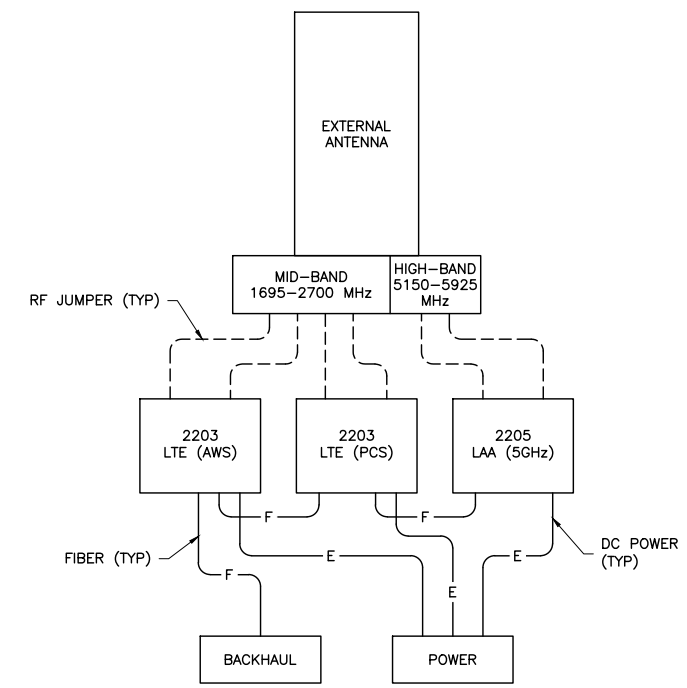 EXTERNAL
ANTENNA
MID-BAND
1695-2700 MHz
HIGH-BAND
5150-5925
MHz
RF JUMPER (TYP)
2203
LTE (AWS)
2203
LTE (PCS)
2205
LAA (5GHz)
F
F
FIBER (TYP)
E
E
DC POWER
(TYP)
F
E
BACKHAUL
POWER